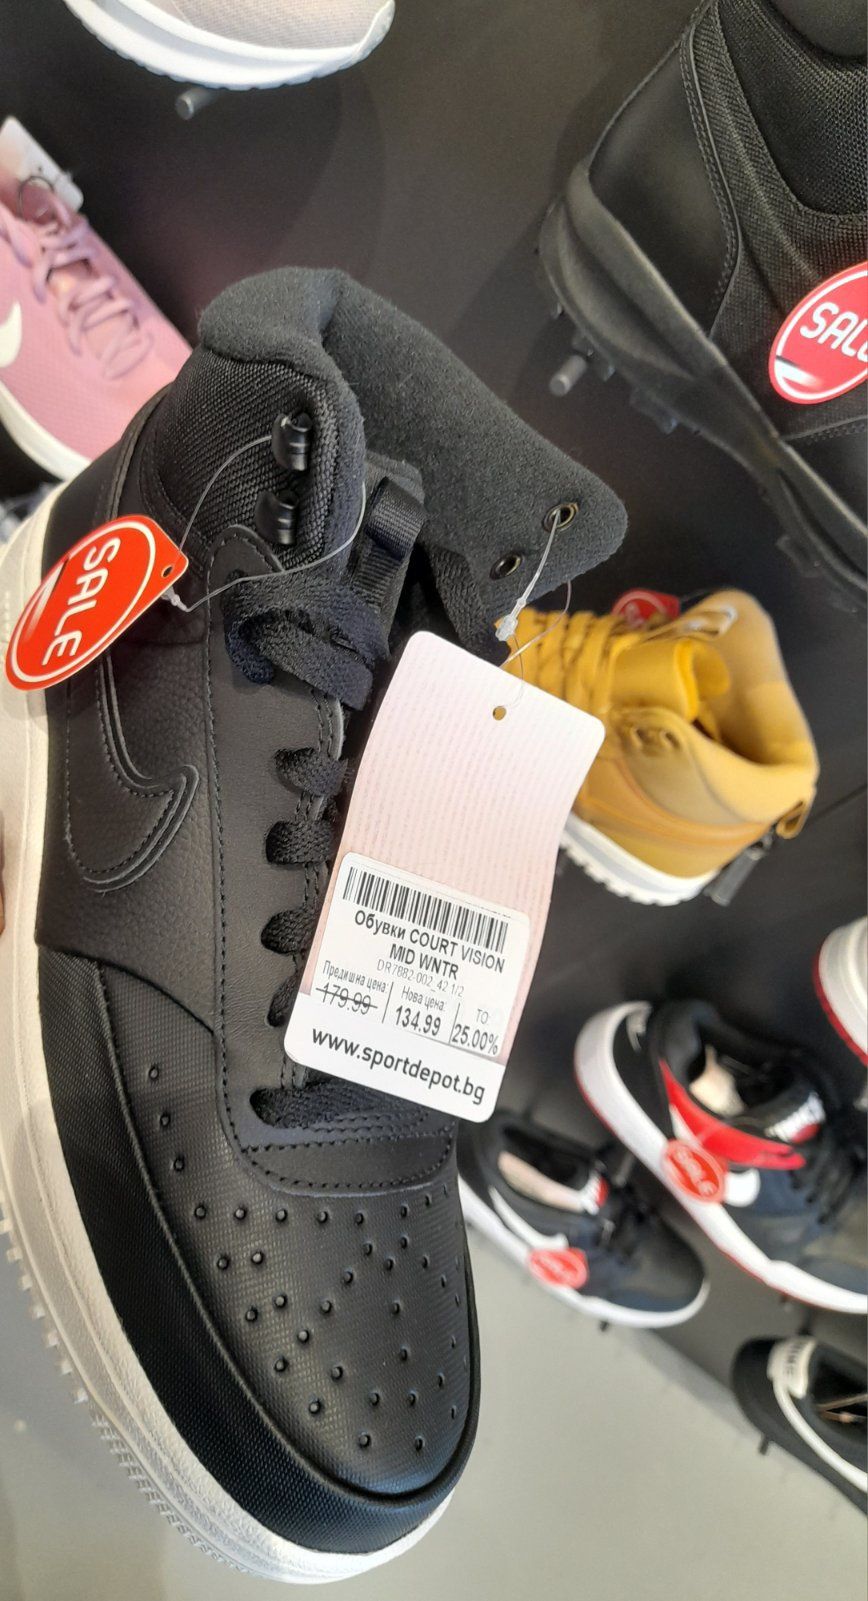 SALE
SALE
Обувки COURT VISION
MID WNTR
DR7882-002_42 1/2
Предишна цена: Нова цена: ТО:
179.99 134.99 25.00%
www.sportdepot.bg
SALE
SALE